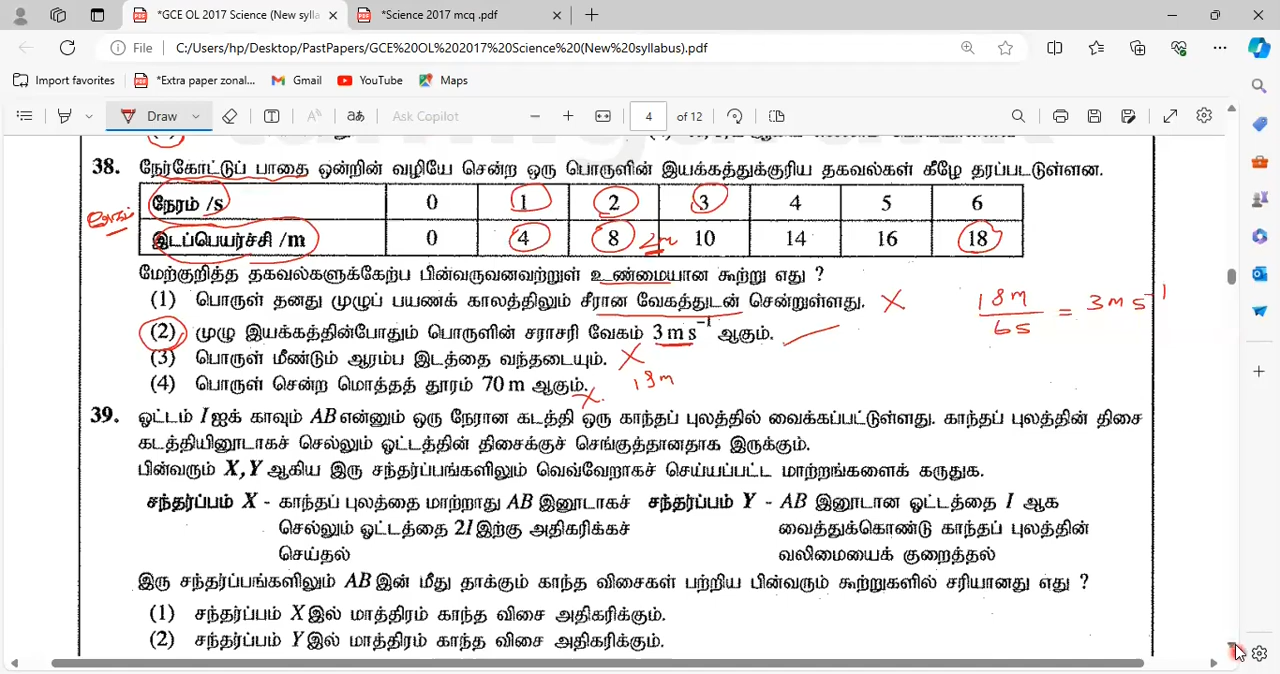 *GCE OL 2017 Science (New sylla
*Science 2017 mcq .pdf
File
C:/Users/hp/Desktop/PastPapers/GCE%20OL%202017%20Science%20(New%20syllabus).pdf
Import favorites
*Extra paper zonal...
Gmail
YouTube
Maps
Draw
Ask Copilot
4 of 12
38. நேர்கோட்டுப் பாதை ஒன்றின் வழியே சென்ற ஒரு பொருளின் இயக்கத்துக்குரிய தகவல்கள் கீழே தரப்பட்டுள்ளன.
நேரம் /s 0 1 2 3 4 5 6
இடப்பெயர்ச்சி /m 0 4 8 2m 10 14 16 18
மேற்குறித்த தகவல்களுக்கேற்ப பின்வருவனவற்றுள் உண்மையான கூற்று எது ?
(1) பொருள் தனது முழுப் பயணக் காலத்திலும் சீரான வேகத்துடன் சென்றுள்ளது.
18m / 6s = 3 m s⁻¹
(2) முழு இயக்கத்தின்போதும் பொருளின் சராசரி வேகம் 3 m s⁻¹ ஆகும்.
(3) பொருள் மீண்டும் ஆரம்ப இடத்தை வந்தடையும்.
18m
(4) பொருள் சென்ற மொத்தத் தூரம் 70 m ஆகும்.
39. ஓட்டம் I ஐக் காவும் AB என்னும் ஒரு நேரான கடத்தி ஒரு காந்தப் புலத்தில் வைக்கப்பட்டுள்ளது. காந்தப் புலத்தின் திசை
கடத்தியினூடாகச் செல்லும் ஓட்டத்தின் திசைக்குச் செங்குத்தானதாக இருக்கும்.
பின்வரும் X, Y ஆகிய இரு சந்தர்ப்பங்களிலும் வெவ்வேறாகச் செய்யப்பட்ட மாற்றங்களைக் கருதுக.
சந்தர்ப்பம் X - காந்தப் புலத்தை மாற்றாது AB இனூடாகச்
செல்லும் ஓட்டத்தை 2I இற்கு அதிகரிக்கச்
செய்தல்
சந்தர்ப்பம் Y - AB இனூடான ஓட்டத்தை I ஆக
வைத்துக்கொண்டு காந்தப் புலத்தின்
வலிமையைக் குறைத்தல்
இரு சந்தர்ப்பங்களிலும் AB இன் மீது தாக்கும் காந்த விசைகள் பற்றிய பின்வரும் கூற்றுகளில் சரியானது எது ?
(1) சந்தர்ப்பம் X இல் மாத்திரம் காந்த விசை அதிகரிக்கும்.
(2) சந்தர்ப்பம் Y இல் மாத்திரம் காந்த விசை அதிகரிக்கும்.